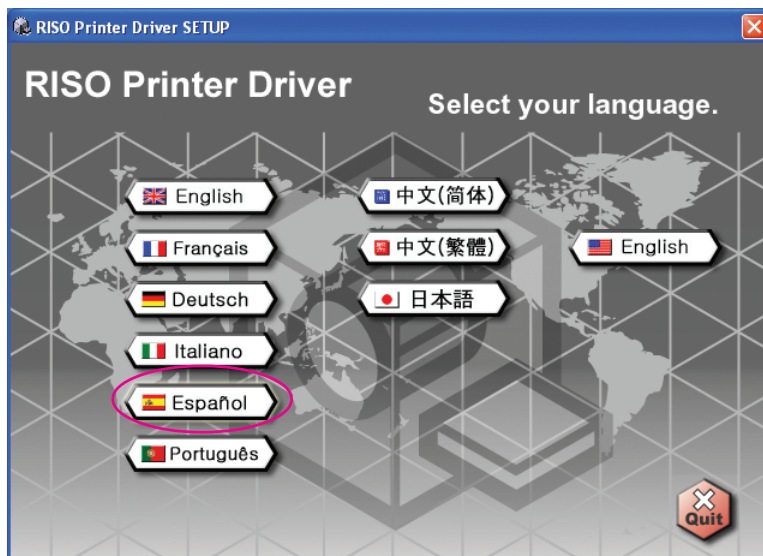 RISO Printer Driver SETUP
RISO Printer Driver
Select your language.
English
Français
Deutsch
Italiano
Español
Português
中文(简体)
中文(繁體)
日本語
English
Quit